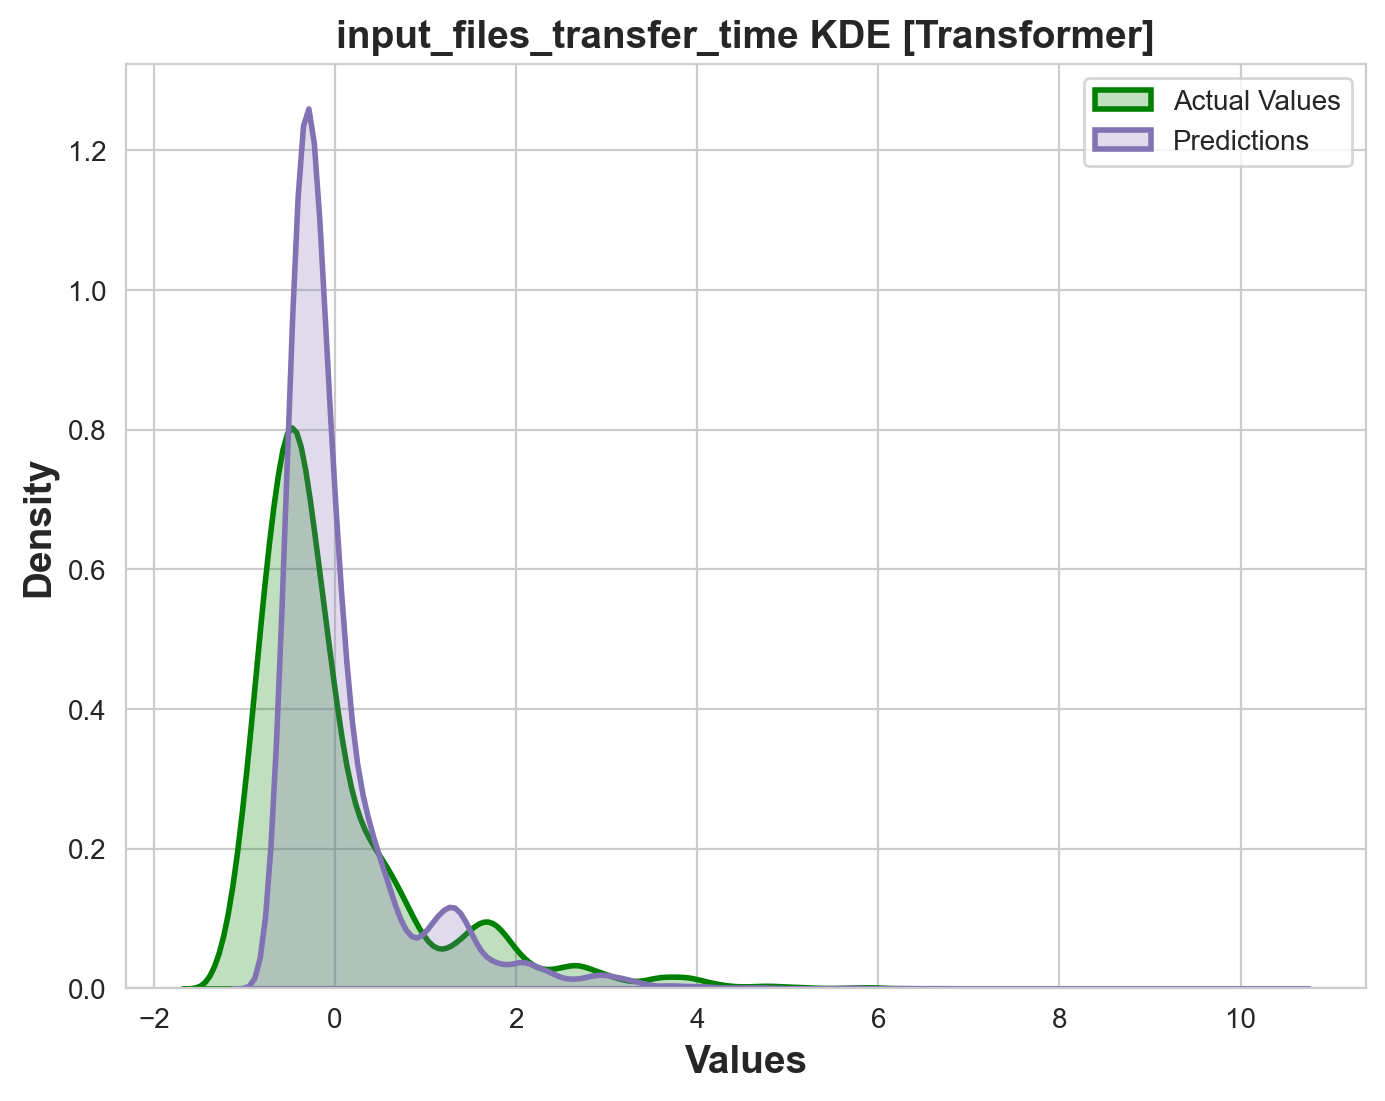 input_files_transfer_time KDE [Transformer]
Actual Values
Predictions
Density
1.2
1.0
0.8
0.6
0.4
0.2
0.0
−2
0
2
4
6
8
10
Values